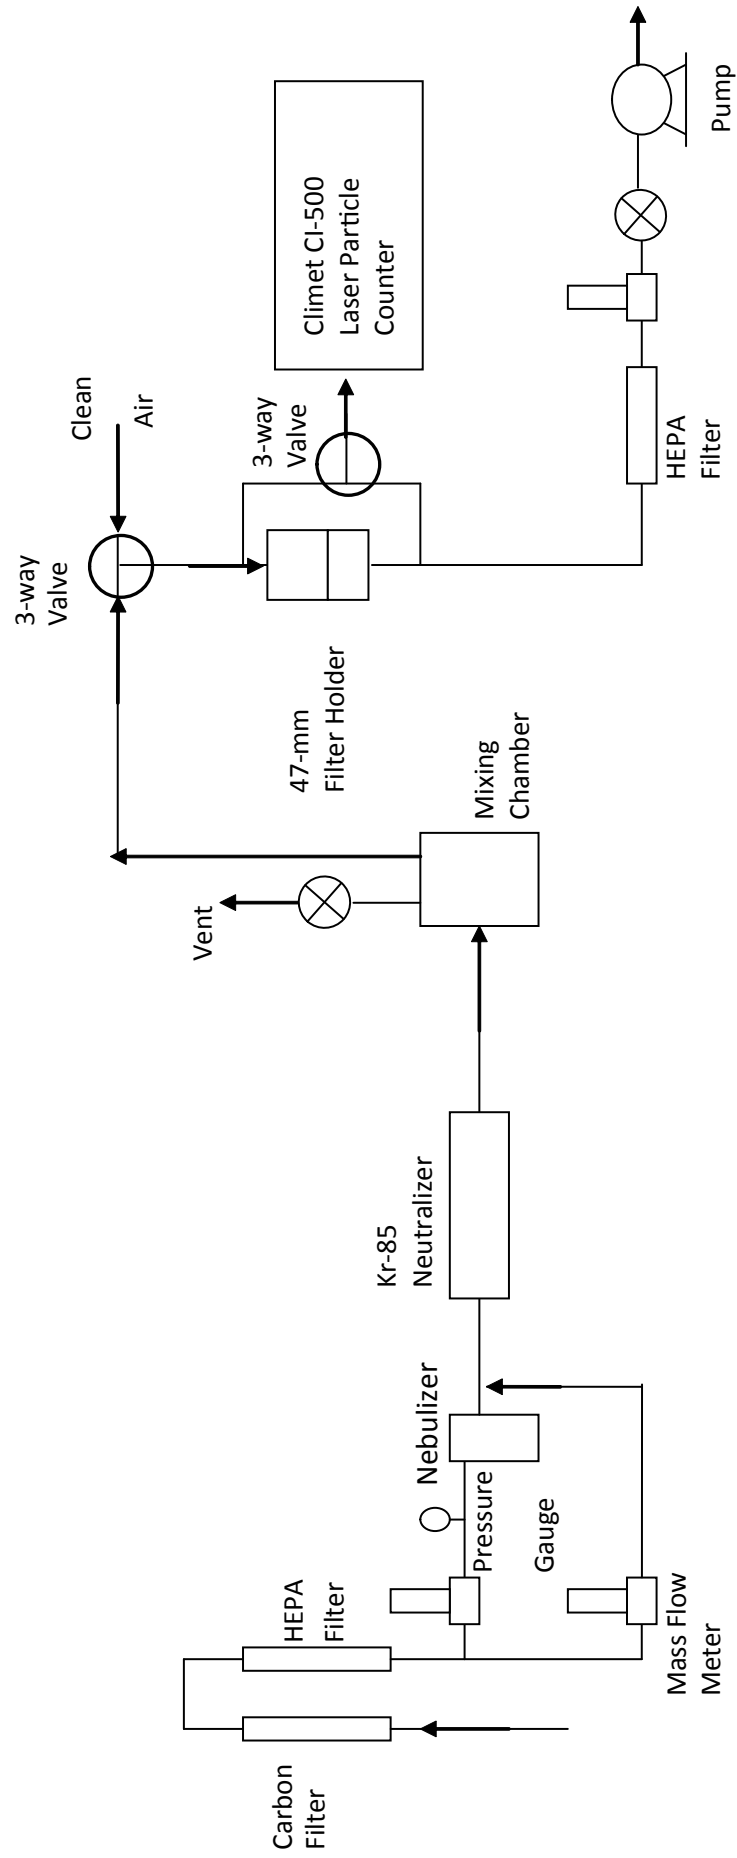 Carbon
Filter
HEPA
Filter
Mass Flow
Meter
Pressure
Gauge
Nebulizer
Kr-85
Neutralizer
Vent
Mixing
Chamber
47-mm
Filter Holder
3-way
Valve
Clean
Air
3-way
Valve
Climet CI-500
Laser Particle
Counter
HEPA
Filter
Pump